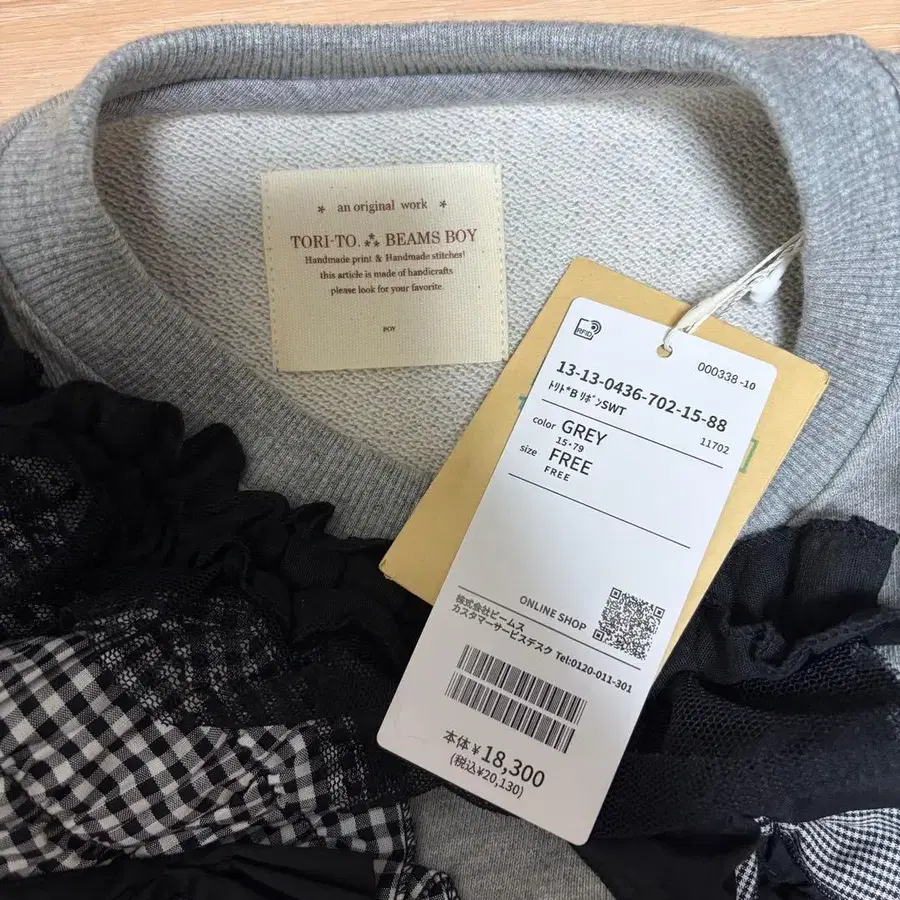 * an original work *
TORI-TO. ⁂ BEAMS BOY
Handmade print & Handmade stitches!
this article is made of handicrafts
please look for your favorite.
BOY
RFID
000338 -10
13-13-0436-702-15-88
ﾄﾘﾄ*B ﾘﾎﾞﾝSWT
11702
color GREY
15・79
size FREE
FREE
ONLINE SHOP
株式会社ビームス
カスタマーサービスデスク Tel:0120-011-301
本体¥18,300
(税込¥20,130)